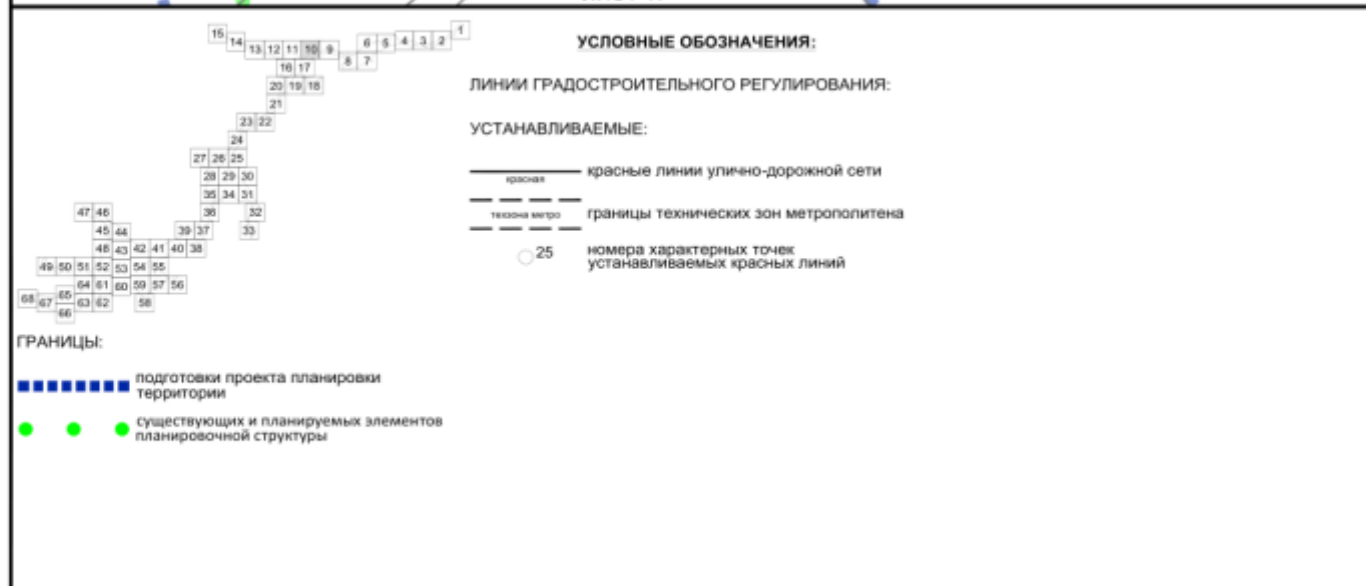 1
15
14
13 12 11 10 9
6 5 4 3 2
8 7
16 17
20 19 18
21
23 22
24
27 26 25
28 29 30
35 34 31
47 46
36
32
45 44
39 37
33
48 43 42 41 40 38
49 50 51 52 53 54 55
64 61 60 59 57 56
68 67 65 63 62
58
66
УСЛОВНЫЕ ОБОЗНАЧЕНИЯ:
ЛИНИИ ГРАДОСТРОИТЕЛЬНОГО РЕГУЛИРОВАНИЯ:
УСТАНАВЛИВАЕМЫЕ:
красная
красные линии улично-дорожной сети
техзона метро
границы технических зон метрополитена
25
номера характерных точек
устанавливаемых красных линий
ГРАНИЦЫ:
подготовки проекта планировки
территории
существующих и планируемых элементов
планировочной структуры